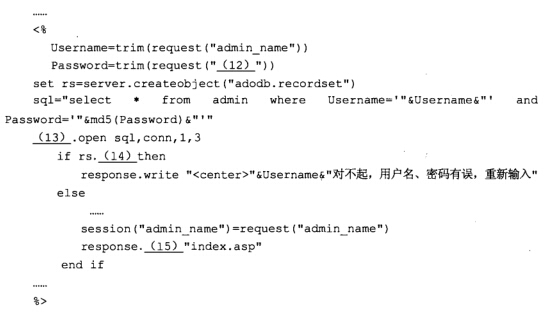 ……
<%
Username=trim(request("admin_name"))
Password=trim(request("(12)"))
set rs=server.createobject("adodb.recordset")
sql="select * from admin where Username='"&Username&"' and
Password='"&md5(Password)&"'"
(13).open sql,conn,1,3
if rs.(14)then
response.write "<center>"&Username&"对不起，用户名、密码有误，重新输入"
else
……
session("admin_name")=request("admin_name")
response.(15)"index.asp"
end if
……
%>